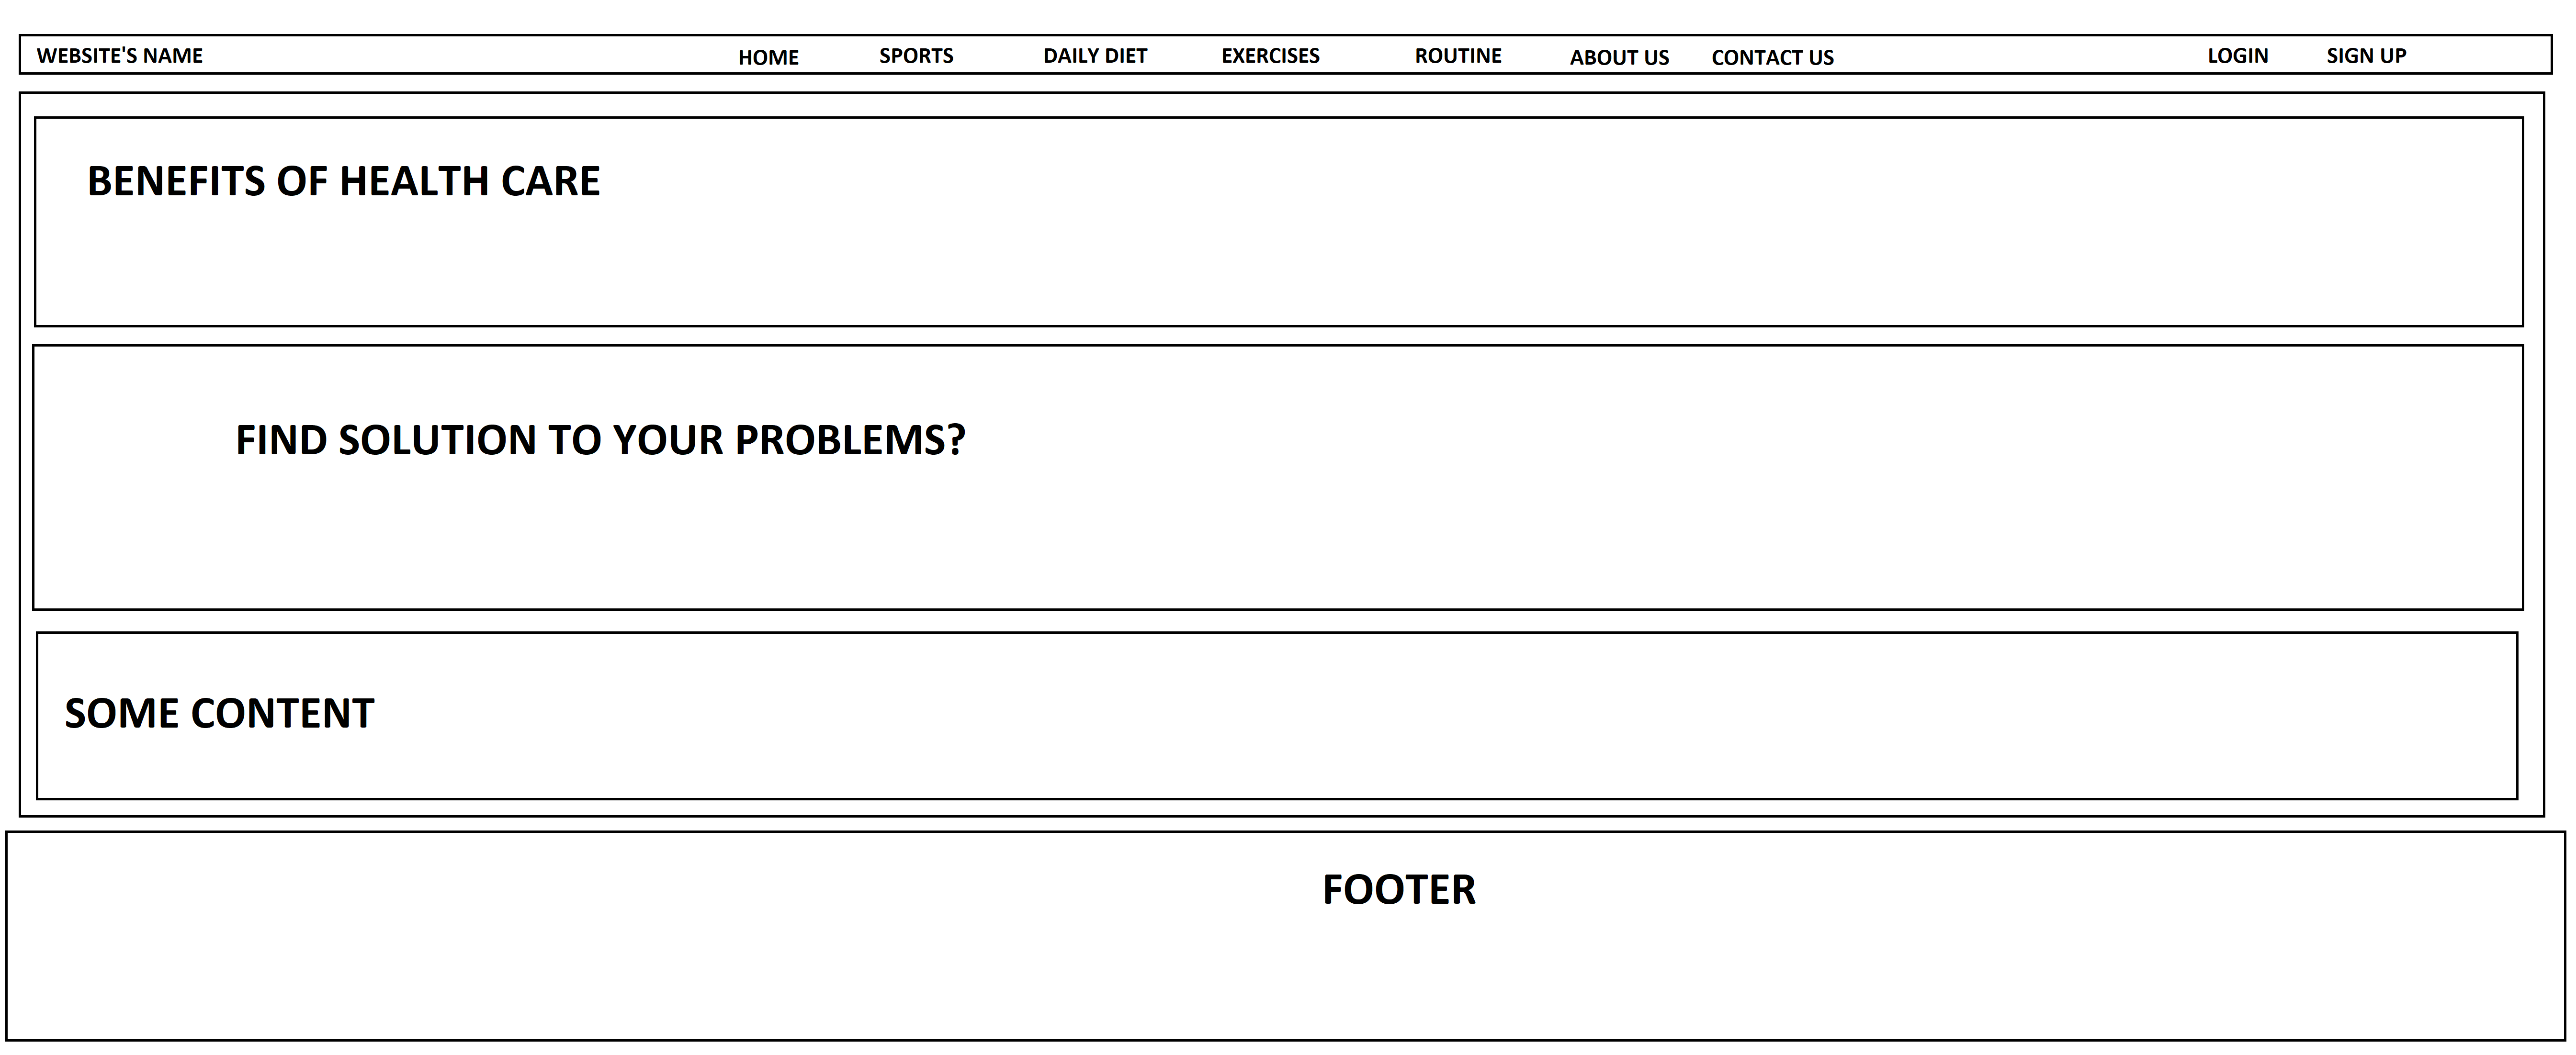 WEBSITE'S NAME HOME SPORTS DAILY DIET EXERCISES ROUTINE ABOUT US CONTACT US LOGIN SIGN UP
BENEFITS OF HEALTH CARE
FIND SOLUTION TO YOUR PROBLEMS?
SOME CONTENT
FOOTER